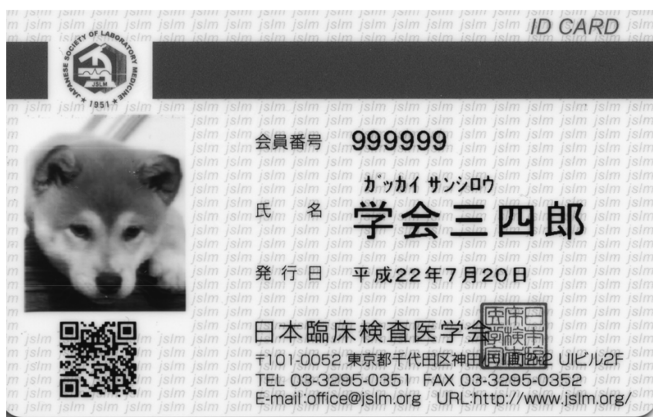 ID CARD
JAPANESE SOCIETY OF LABORATORY MEDICINE
JSLM
★1951★
会員番号 999999
ｶﾞｯｶｲ ｻﾝｼﾛｳ
氏 名 学会三四郎
発行日 平成22年7月20日
日本臨床検査医学会
〒101-0052 東京都千代田区神田 2 UIビル2F
TEL 03-3295-0351 FAX 03-3295-0352
E-mail:office@jslm.org URL:http://www.jslm.org/